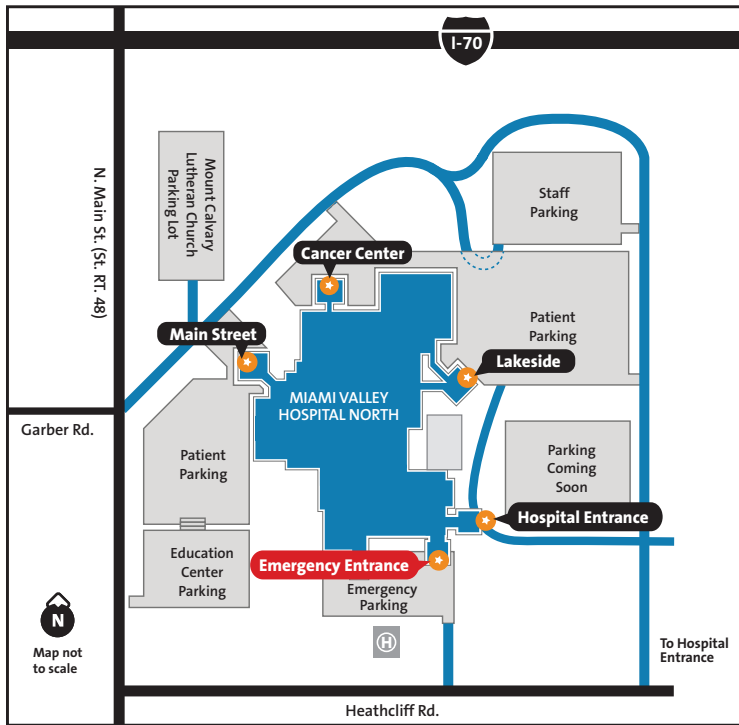 I-70
N. Main St. (St. RT. 48)
Mount Calvary
Lutheran Church
Parking Lot
Staff
Parking
Cancer Center
Main Street
Patient
Parking
Lakeside
MIAMI VALLEY
HOSPITAL NORTH
Garber Rd.
Patient
Parking
Parking
Coming
Soon
Hospital Entrance
Education
Center
Parking
Emergency Entrance
Emergency
Parking
N
Map not
to scale
H
To Hospital
Entrance
Heathcliff Rd.